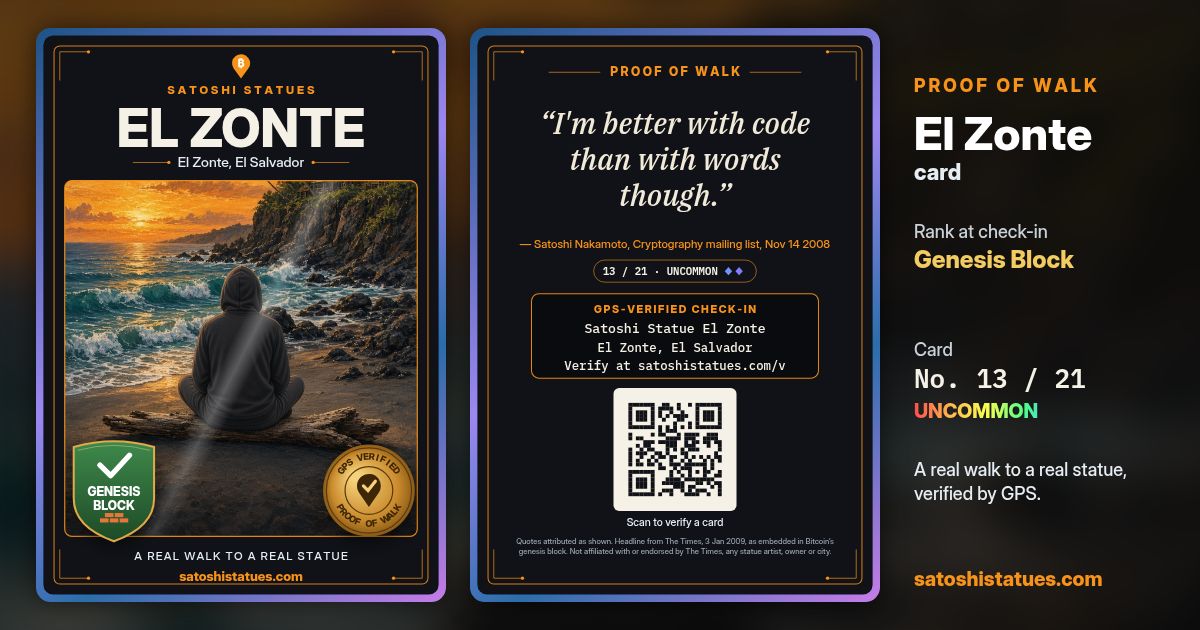 SATOSHI STATUES
EL ZONTE
El Zonte, El Salvador
GENESIS
BLOCK
GPS VERIFIED
PROOF OF WALK
A REAL WALK TO A REAL STATUE
satoshistatues.com
PROOF OF WALK
“I'm better with code
than with words
though.”
— Satoshi Nakamoto, Cryptography mailing list, Nov 14 2008
13 / 21 · UNCOMMON
GPS-VERIFIED CHECK-IN
Satoshi Statue El Zonte
El Zonte, El Salvador
Verify at satoshistatues.com/v
Scan to verify a card
Quotes attributed as shown. Headline from The Times, 3 Jan 2009, as embedded in Bitcoin's
genesis block. Not affiliated with or endorsed by The Times, any statue artist, owner or city.
PROOF OF WALK
El Zonte
card
Rank at check-in
Genesis Block
Card
No. 13 / 21
UNCOMMON
A real walk to a real statue,
verified by GPS.
satoshistatues.com